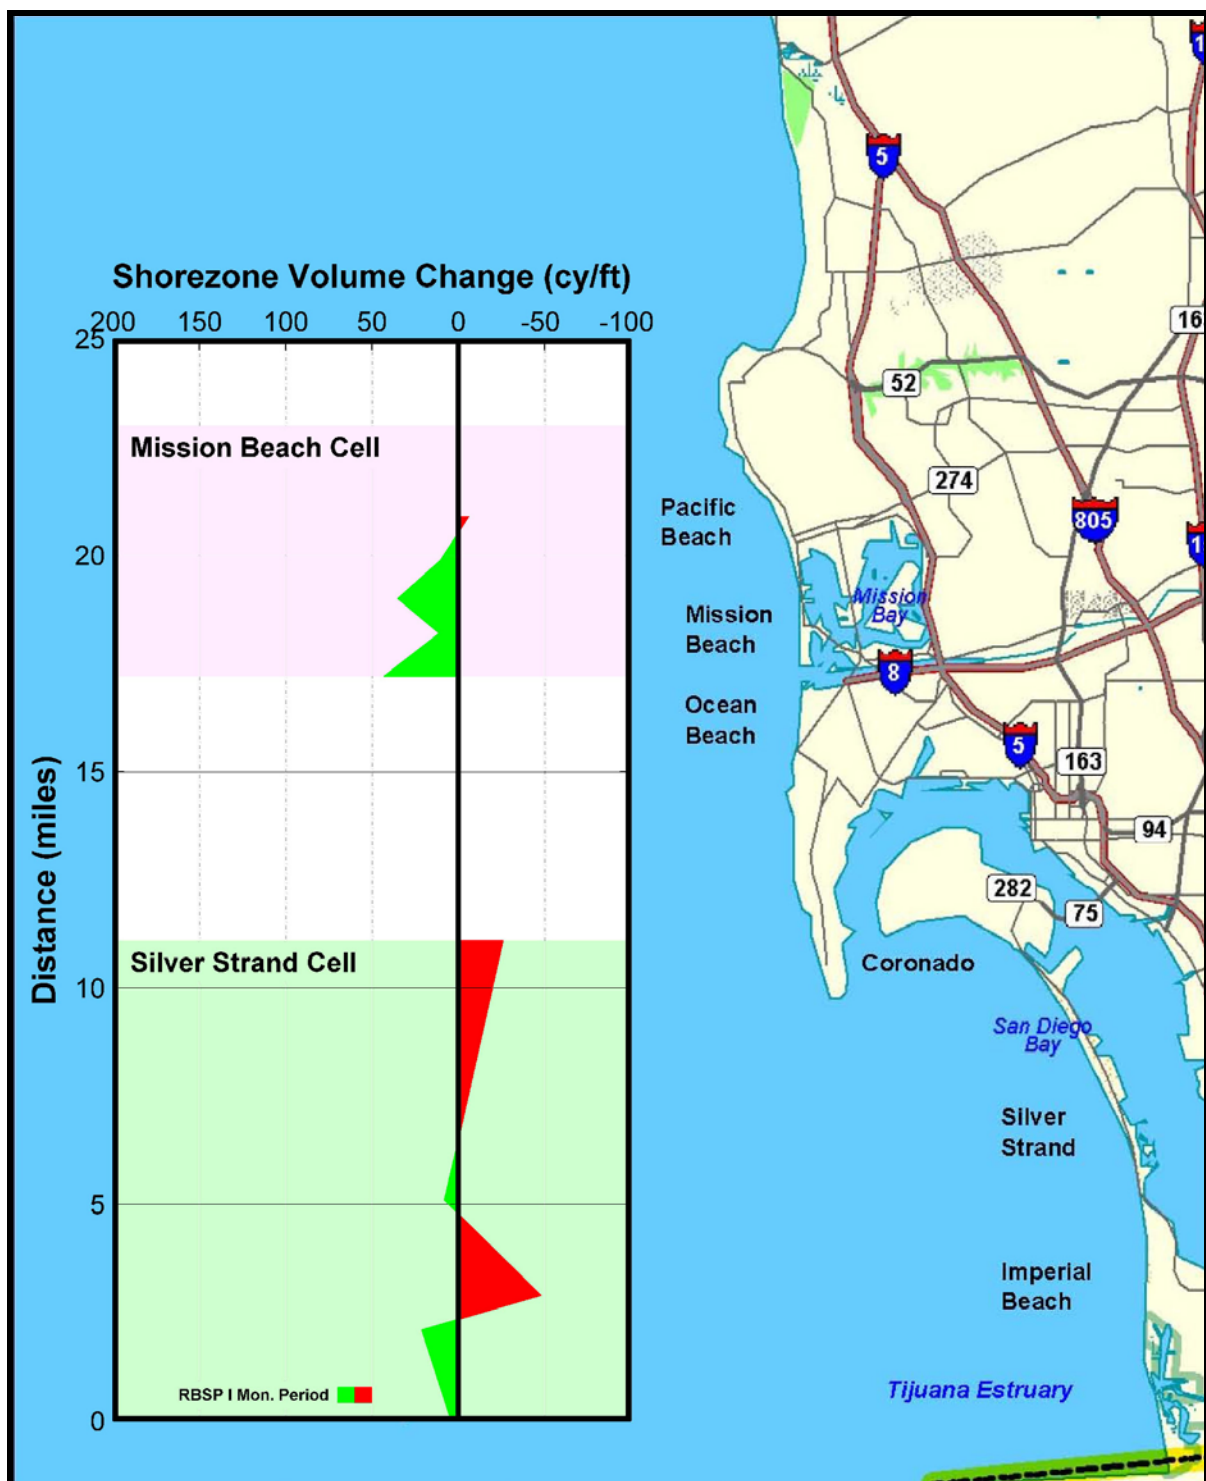 Shorezone Volume Change (cy/ft)
200 150 100 50 0 -50 -100
25
Mission Beach Cell
20
15
Distance (miles)
Silver Strand Cell
10
5
RBSP I Mon. Period
0
5
16
52
274
Pacific
Beach
805
Mission
Bay
Mission
Beach
8
Ocean
Beach
5
163
94
282
75
Coronado
San Diego
Bay
Silver
Strand
Imperial
Beach
Tijuana Estruary